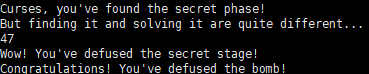 Curses, you've found the secret phase!
But finding it and solving it are quite different...
47
Wow! You've defused the secret stage!
Congratulations! You've defused the bomb!